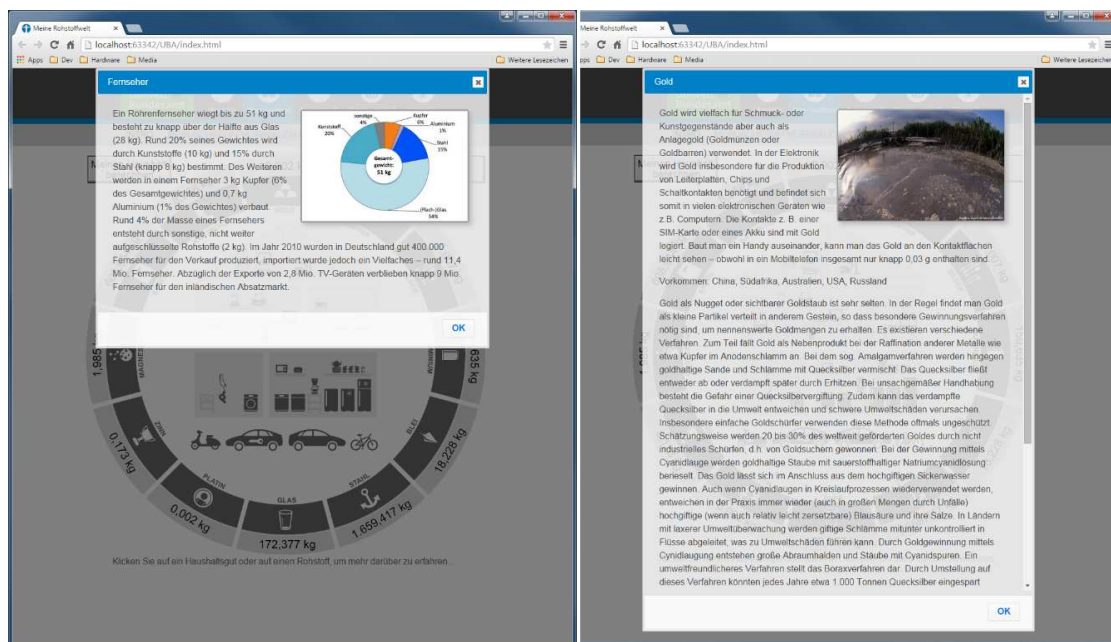 Meine Rohstoffwelt
localhost:63342/UBA/index.html
Apps Dev Hardware Media Weitere Lesezeichen
Fernseher
Ein Röhrenfernseher wiegt bis zu 51 kg und
besteht zu knapp über der Hälfte aus Glas
(28 kg). Rund 20% seines Gewichtes wird
durch Kunststoffe (10 kg) und 15% durch
Stahl (knapp 8 kg) bestimmt. Des Weiteren
werden in einem Fernseher 3 kg Kupfer (6%
des Gesamtgewichtes) und 0,7 kg
Aluminium (1% des Gewichtes) verbaut.
Rund 4% der Masse eines Fernsehers
entsteht durch sonstige, nicht weiter
aufgeschlüsselte Rohstoffe (2 kg). Im Jahr 2010 wurden in Deutschland gut 400.000
Fernseher für den Verkauf produziert, importiert wurde jedoch ein Vielfaches – rund 11,4
Mio. Fernseher. Abzüglich der Exporte von 2,8 Mio. TV-Geräten verblieben knapp 9 Mio.
Fernseher für den inländischen Absatzmarkt.
sonstige
4%
Kupfer
6%
Aluminium
1%
Kunststoff
20%
Stahl
15%
Gesamt-
gewicht:
51 kg
(Flach-)Glas
54%
OK
1,985
MAGNES
635 kg
MINIUM
ZINN
0,173 kg
BLEI
18,228 kg
PLATIN
0,002 kg
GLAS
172,377 kg
STAHL
1.659,417 kg
Klicken Sie auf ein Haushaltsgut oder auf einen Rohstoff, um mehr darüber zu erfahren...
Meine Rohstoffwelt
localhost:63342/UBA/index.html
Dev Hardware Media Weitere Lesezeichen
Gold
Gold wird vielfach für Schmuck- oder
Kunstgegenstände aber auch als
Anlagegold (Goldmünzen oder
Goldbarren) verwendet. In der Elektronik
wird Gold insbesondere für die Produktion
von Leiterplatten, Chips und
Schaltkontakten benötigt und befindet sich
somit in vielen elektronischen Geräten wie
z.B. Computern. Die Kontakte z. B. einer
SIM-Karte oder eines Akku sind mit Gold
legiert. Baut man ein Handy auseinander, kann man das Gold an den Kontaktflächen
leicht sehen – obwohl in ein Mobiltelefon insgesamt nur knapp 0,03 g enthalten sind.
Vorkommen: China, Südafrika, Australien, USA, Russland
Gold als Nugget oder sichtbarer Goldstaub ist sehr selten. In der Regel findet man Gold
als kleine Partikel verteilt in anderem Gestein, so dass besondere Gewinnungsverfahren
nötig sind, um nennenswerte Goldmengen zu erhalten. Es existieren verschiedene
Verfahren. Zum Teil fällt Gold als Nebenprodukt bei der Raffination anderer Metalle wie
etwa Kupfer im Anodenschlamm an. Bei dem sog. Amalgamverfahren werden hingegen
goldhaltige Sande und Schlämme mit Quecksilber vermischt. Das Quecksilber fließt
entweder ab oder verdampft später durch Erhitzen. Bei unsachgemäßer Handhabung
besteht die Gefahr einer Quecksilbervergiftung. Zudem kann das verdampfte
Quecksilber in die Umwelt entweichen und schwere Umweltschäden verursachen.
Insbesondere einfache Goldschürfer verwenden diese Methode oftmals ungeschützt.
Schätzungsweise werden 20 bis 30% des weltweit geförderten Goldes durch nicht
industrielles Schürfen, d.h. von Goldsuchern gewonnen. Bei der Gewinnung mittels
Cyanidlauge werden goldhaltige Stäube mit sauerstoffhaltiger Natriumcyanidlösung
berieselt. Das Gold lässt sich im Anschluss aus dem hochgiftigen Sickerwasser
gewinnen. Auch wenn Cyanidlaugen in Kreislaufprozessen wiederverwendet werden,
entweichen in der Praxis immer wieder (auch in großen Mengen durch Unfälle)
hochgiftige (wenn auch relativ leicht zersetzbare) Blausäure und ihre Salze. In Ländern
mit laxerer Umweltüberwachung werden giftige Schlämme mitunter unkontrolliert in
Flüsse abgeleitet, was zu Umweltschäden führen kann. Durch Goldgewinnung mittels
Cynidlaugung entstehen große Abraumhalden und Stäube mit Cyanidspuren. Ein
umweltfreundlicheres Verfahren stellt das Boraxverfahren dar. Durch Umstellung auf
dieses Verfahren könnten jedes Jahre etwa 1.000 Tonnen Quecksilber eingespart
OK